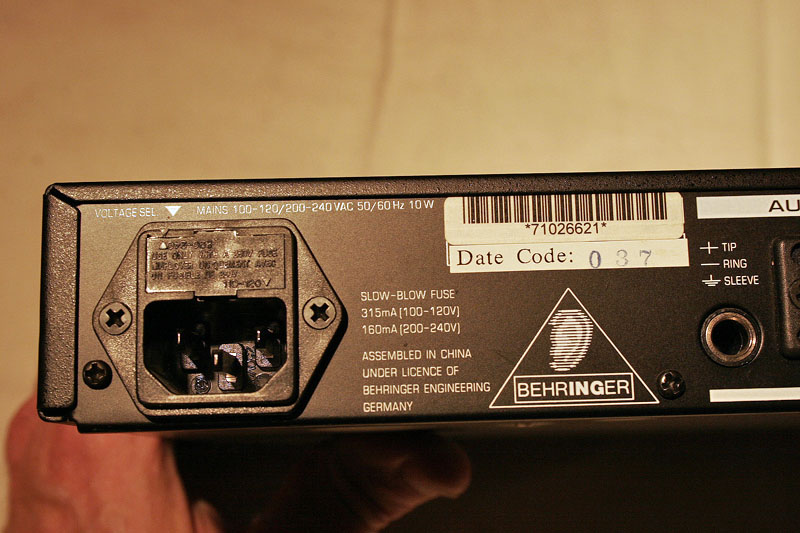 VOLTAGE SEL MAINS 100-120/200-240 VAC 50/60 Hz 10 W
110-120V
*71026621*
Date Code: 037
SLOW-BLOW FUSE
315mA (100-120V)
160mA (200-240V)
ASSEMBLED IN CHINA
UNDER LICENCE OF
BEHRINGER ENGINEERING
GERMANY
BEHRINGER
AU
+ TIP
— RING
SLEEVE